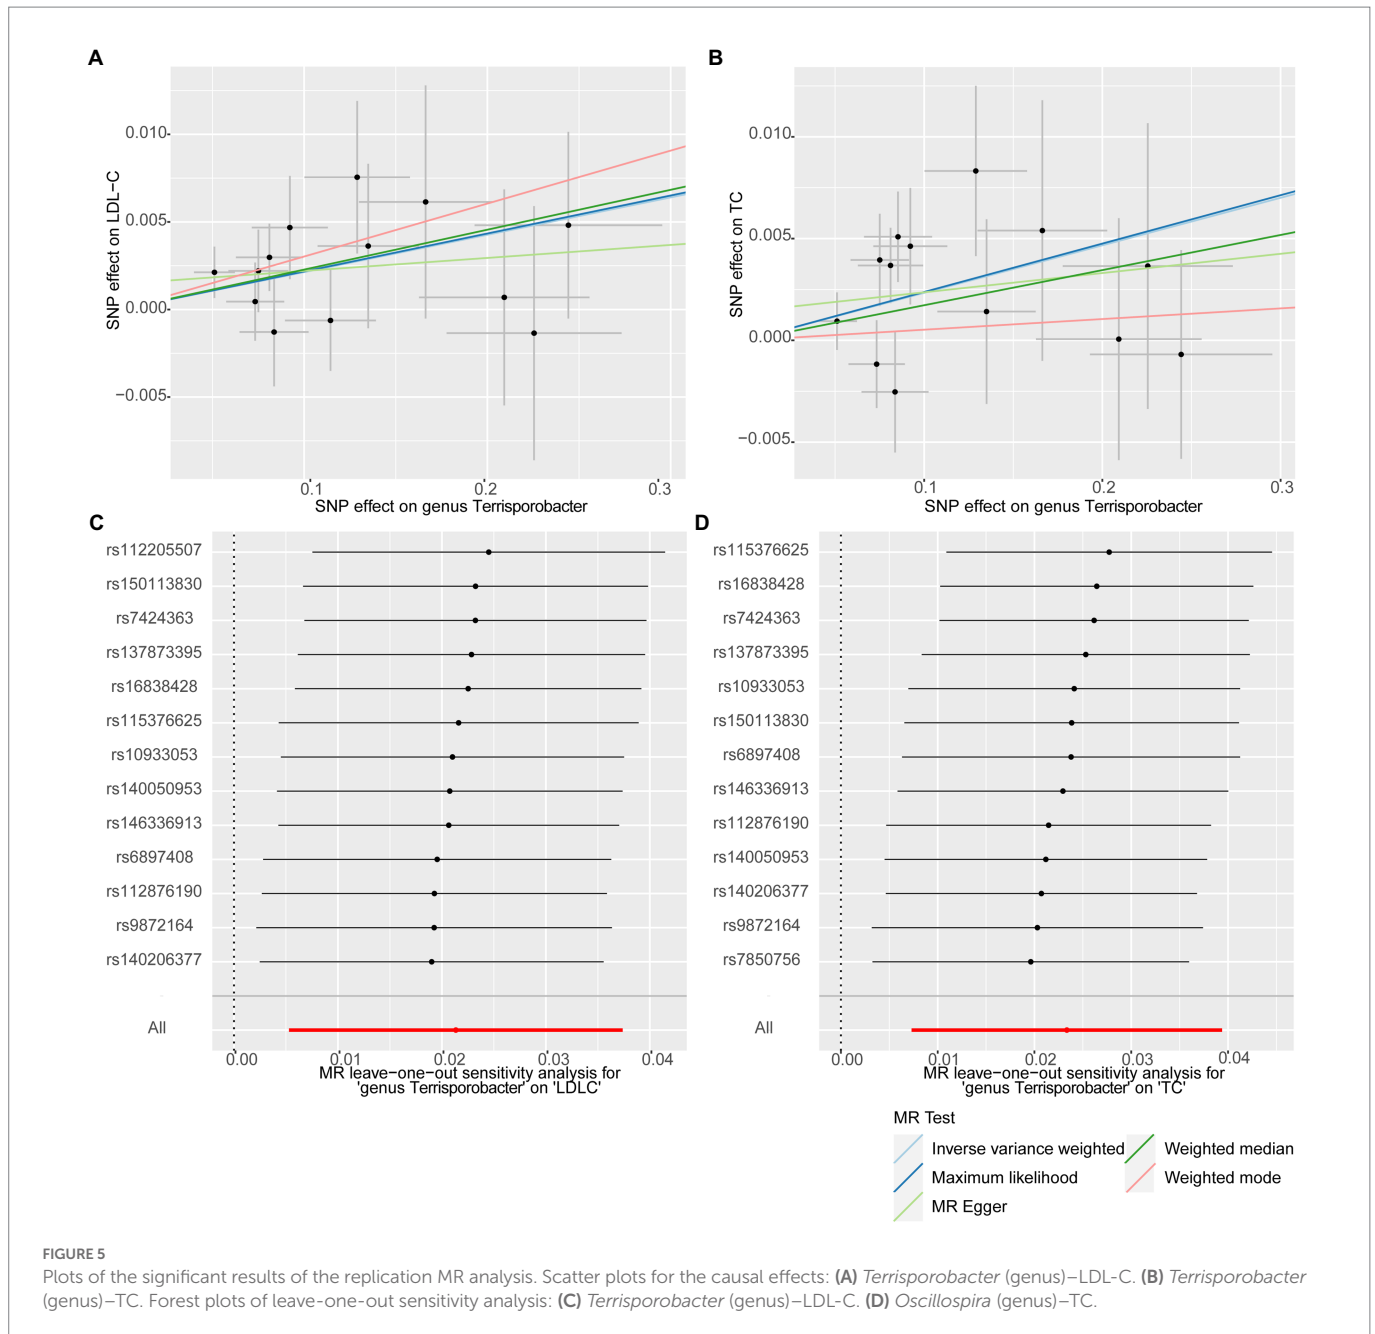 A
SNP effect on LDL−C
0.010
0.005
0.000
−0.005
0.1
0.2
0.3
SNP effect on genus Terrisporobacter
B
SNP effect on TC
0.010
0.005
0.000
−0.005
0.1
0.2
0.3
SNP effect on genus Terrisporobacter
C
rs112205507
rs150113830
rs7424363
rs137873395
rs16838428
rs115376625
rs10933053
rs140050953
rs146336913
rs6897408
rs112876190
rs9872164
rs140206377
All
0.00
0.01
0.02
0.03
0.04
MR leave−one−out sensitivity analysis for
'genus Terrisporobacter' on 'LDLC'
D
rs115376625
rs16838428
rs7424363
rs137873395
rs10933053
rs150113830
rs6897408
rs146336913
rs112876190
rs140050953
rs140206377
rs9872164
rs7850756
All
0.00
0.01
0.02
0.03
0.04
MR leave−one−out sensitivity analysis for
'genus Terrisporobacter' on 'TC'
MR Test
Inverse variance weighted
Maximum likelihood
MR Egger
Weighted median
Weighted mode
FIGURE 5
Plots of the significant results of the replication MR analysis. Scatter plots for the causal effects: (A) Terrisporobacter (genus)–LDL-C. (B) Terrisporobacter
(genus)–TC. Forest plots of leave-one-out sensitivity analysis: (C) Terrisporobacter (genus)–LDL-C. (D) Oscillospira (genus)–TC.